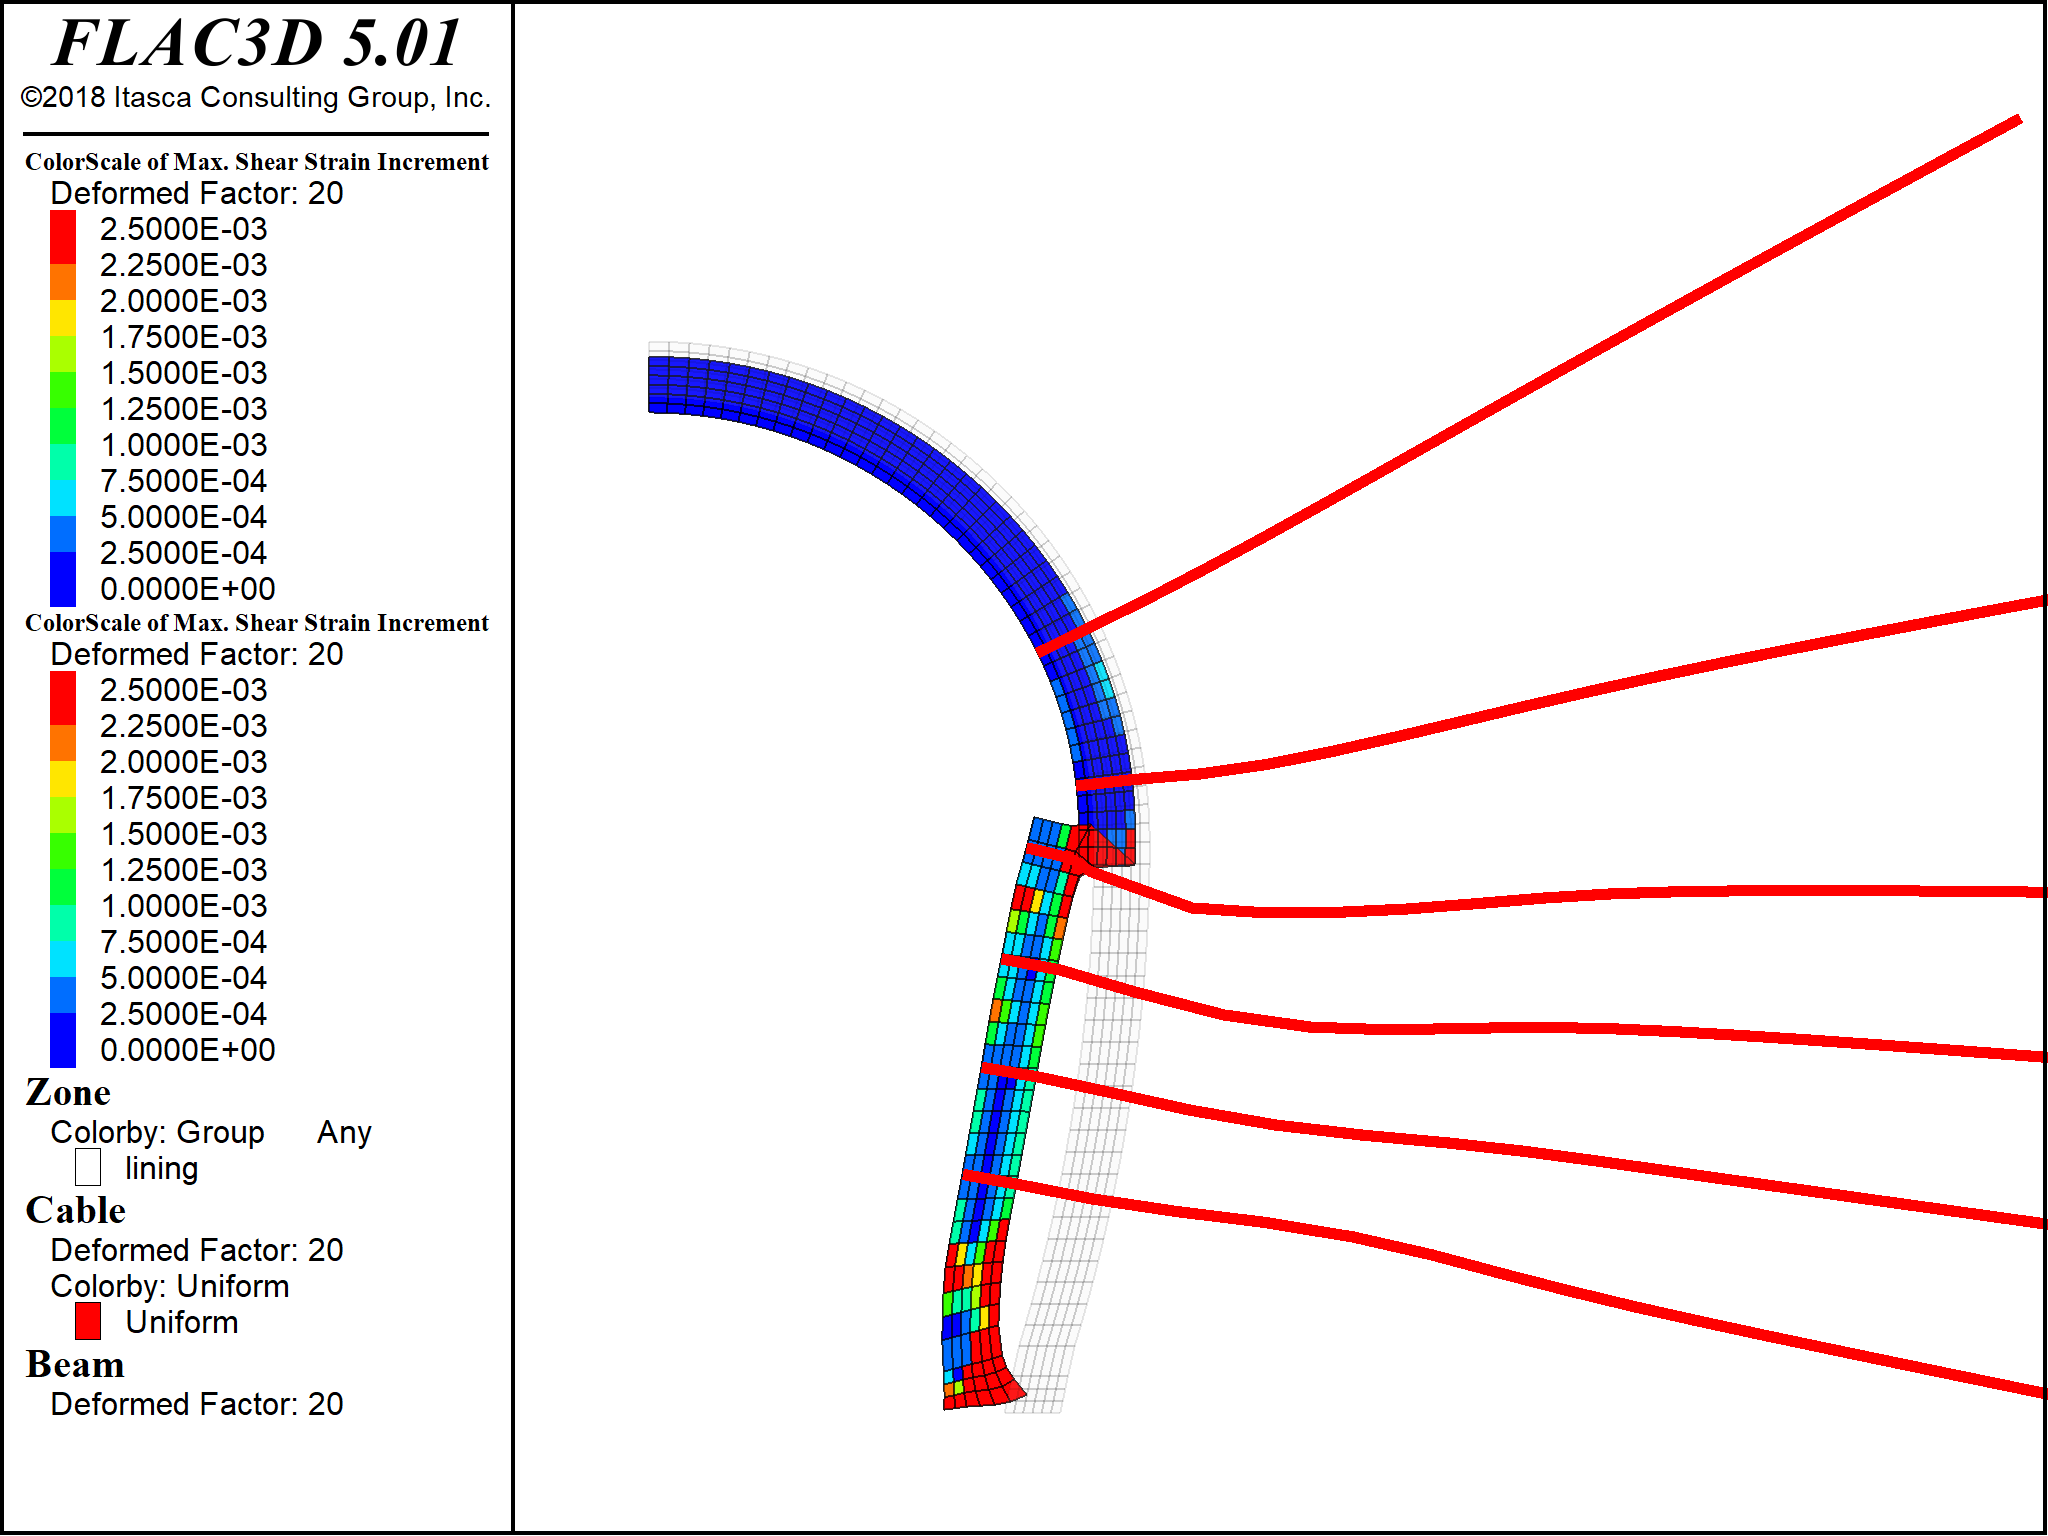 FLAC3D 5.01
©2018 Itasca Consulting Group, Inc.
ColorScale of Max. Shear Strain Increment
Deformed Factor: 20
2.5000E-03
2.2500E-03
2.0000E-03
1.7500E-03
1.5000E-03
1.2500E-03
1.0000E-03
7.5000E-04
5.0000E-04
2.5000E-04
0.0000E+00
ColorScale of Max. Shear Strain Increment
Deformed Factor: 20
2.5000E-03
2.2500E-03
2.0000E-03
1.7500E-03
1.5000E-03
1.2500E-03
1.0000E-03
7.5000E-04
5.0000E-04
2.5000E-04
0.0000E+00
Zone
Colorby: Group Any
lining
Cable
Deformed Factor: 20
Colorby: Uniform
Uniform
Beam
Deformed Factor: 20